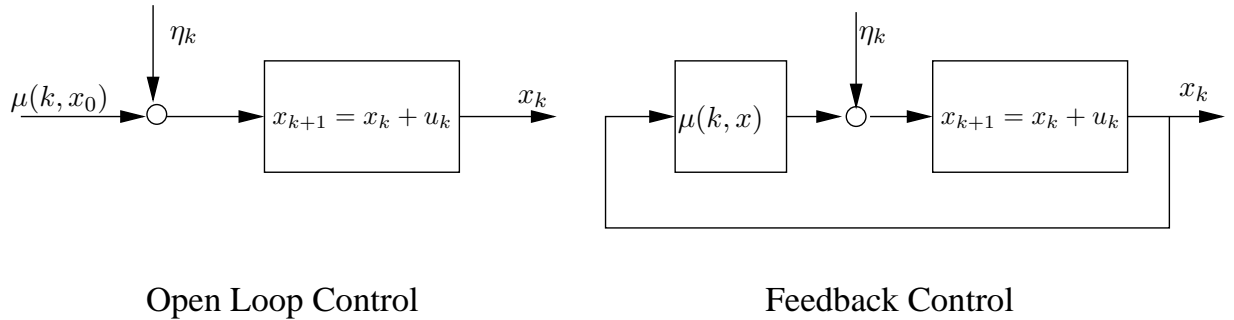 η_k
μ(k, x_0)
x_{k+1} = x_k + u_k
x_k
Open Loop Control
η_k
μ(k, x)
x_{k+1} = x_k + u_k
x_k
Feedback Control